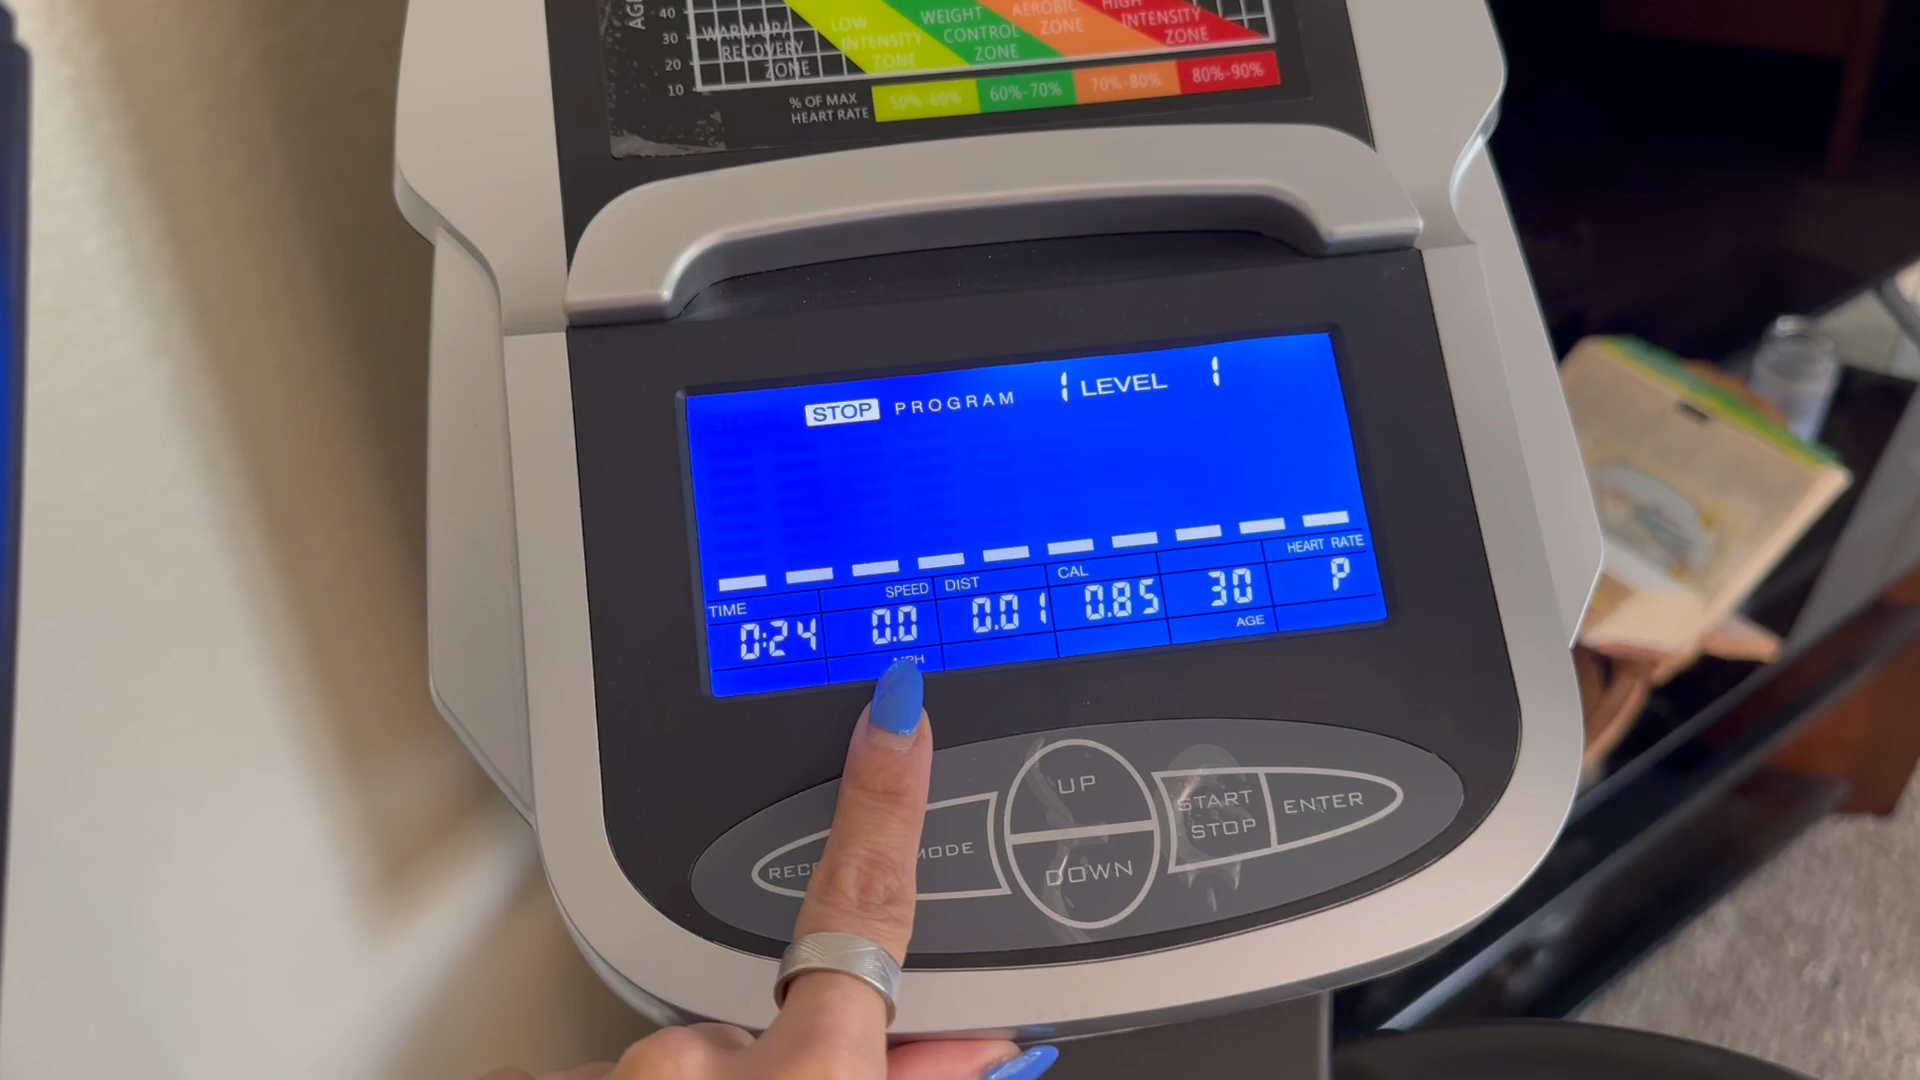 AGE
40
30
20
10
WARM UP/
RECOVERY
ZONE
LOW
INTENSITY
ZONE
WEIGHT
CONTROL
ZONE
AEROBIC
ZONE
HIGH
INTENSITY
ZONE
% OF MAX
HEART RATE
50%-60%
60%-70%
70%-80%
80%-90%
STOP PROGRAM 1 LEVEL 1
TIME
0:24
SPEED
0.0
MPH
DIST
0.01
CAL
0.85
30
AGE
HEART RATE
P
MODE
UP
DOWN
START
STOP
ENTER